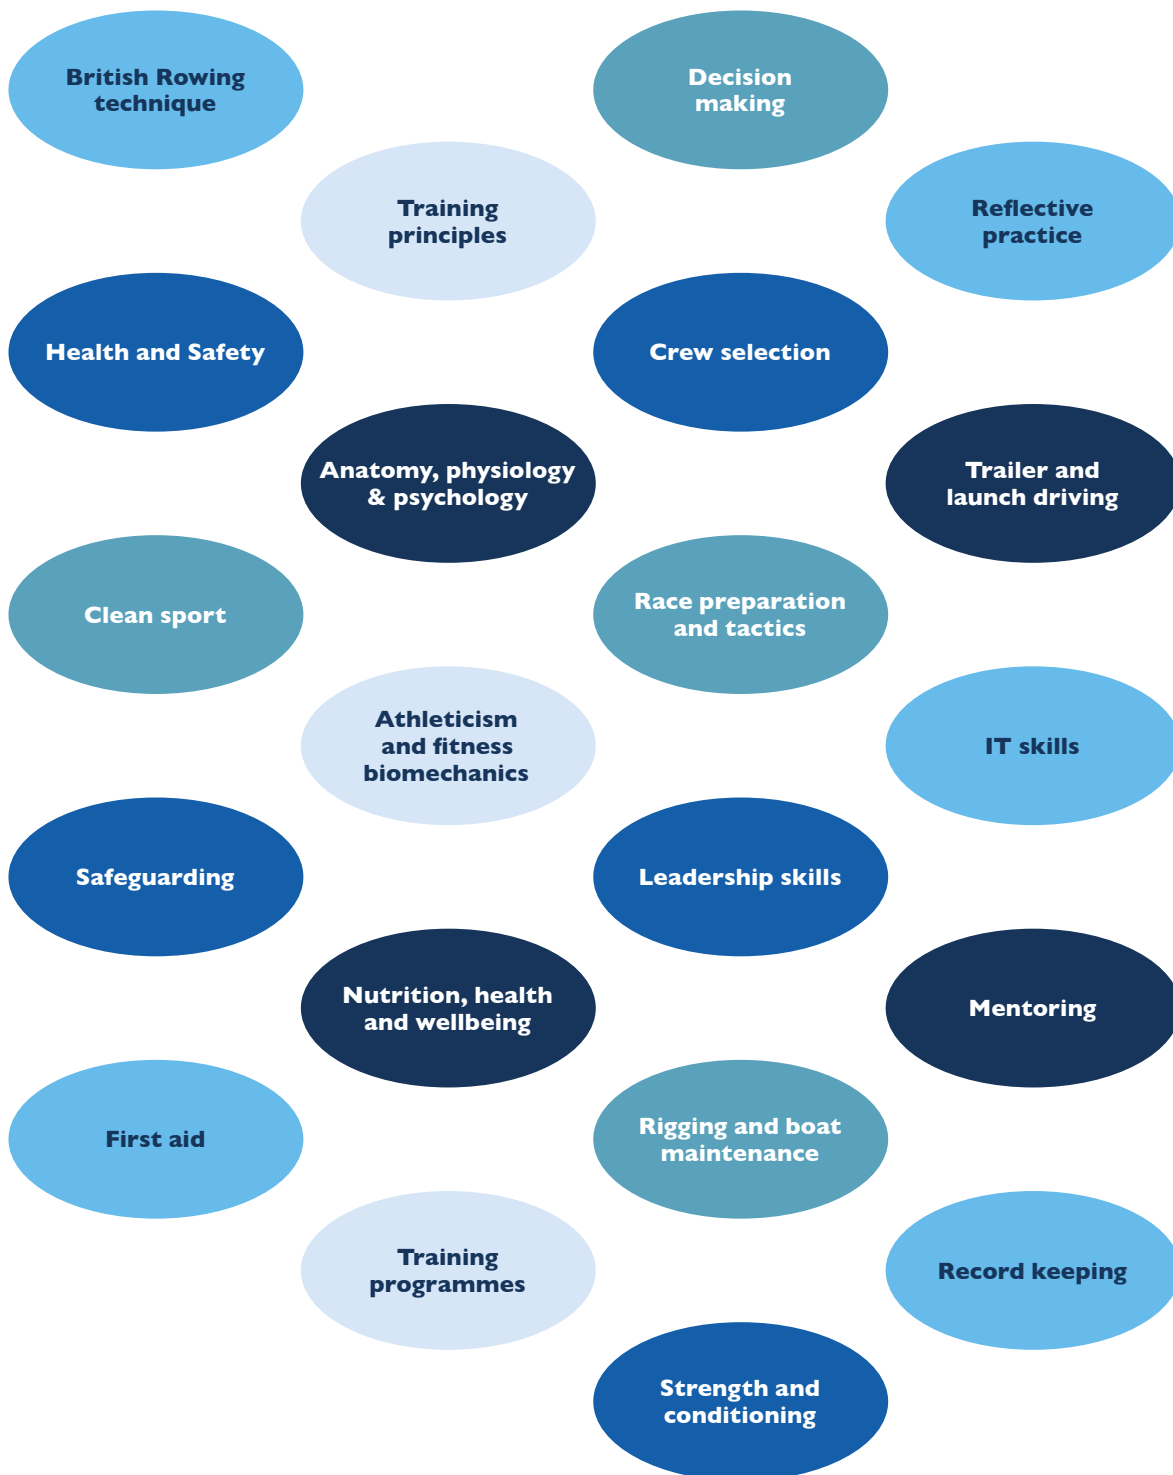 British Rowing
technique
Decision
making
Training
principles
Reflective
practice
Health and Safety
Crew selection
Anatomy, physiology
& psychology
Trailer and
launch driving
Clean sport
Race preparation
and tactics
Athleticism
and fitness
biomechanics
IT skills
Safeguarding
Leadership skills
Nutrition, health
and wellbeing
Mentoring
First aid
Rigging and boat
maintenance
Training
programmes
Record keeping
Strength and
conditioning